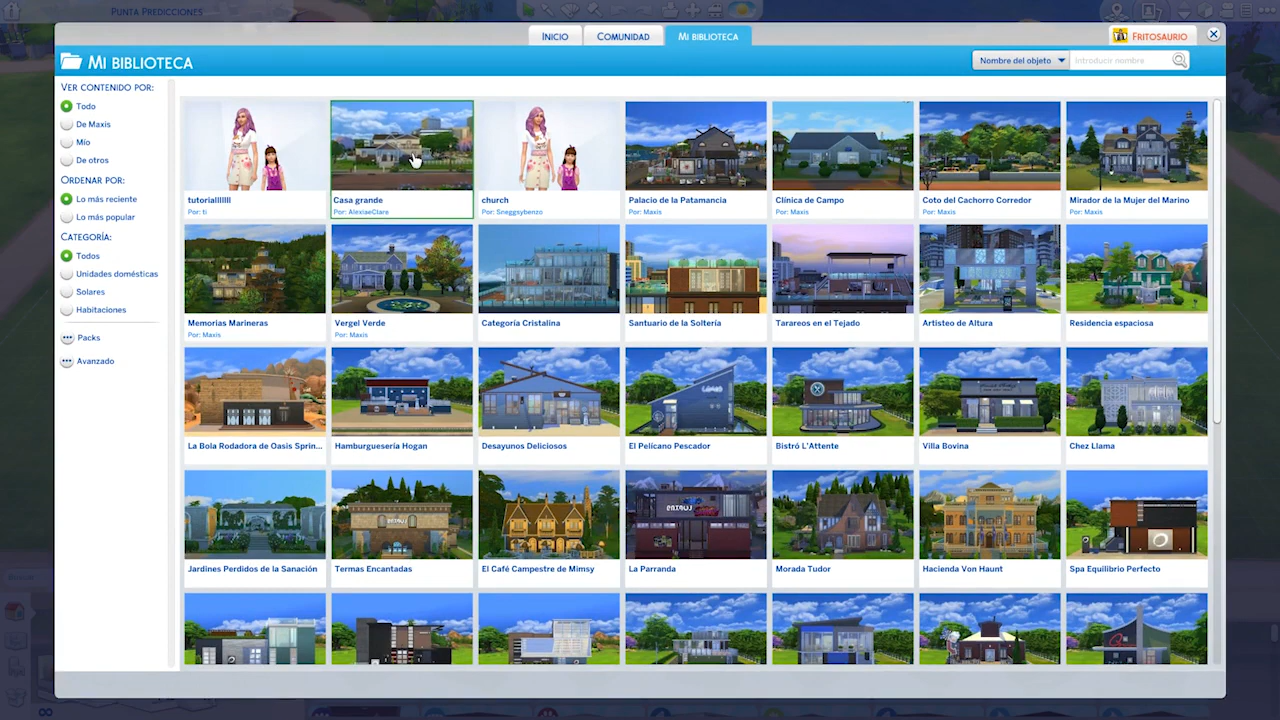 PUNTA PREDICCIONES
INICIO
COMUNIDAD
MI BIBLIOTECA
FRITOSAURIO
MI BIBLIOTECA
Nombre del objeto
Introducir nombre
VER CONTENIDO POR:
Todo
De Maxis
Mío
De otros
ORDENAR POR:
Lo más reciente
Lo más popular
CATEGORÍA:
Todos
Unidades domésticas
Solares
Habitaciones
Packs
Avanzado
tutorialllllll
Por: ti
Casa grande
Por: AlexiaeClare
church
Por: Sneggsybenzo
Palacio de la Patamancia
Por: Maxis
Clínica de Campo
Por: Maxis
Coto del Cachorro Corredor
Por: Maxis
Mirador de la Mujer del Marino
Por: Maxis
Memorias Marineras
Por: Maxis
Vergel Verde
Por: Maxis
Categoría Cristalina
Santuario de la Soltería
Tarareos en el Tejado
Artisteo de Altura
Residencia espaciosa
La Bola Rodadora de Oasis Sprin...
Hamburguesería Hogan
Desayunos Deliciosos
El Pelícano Pescador
Bistró L'Attente
Villa Bovina
Chez Llama
Jardines Perdidos de la Sanación
Termas Encantadas
El Café Campestre de Mimsy
La Parranda
Morada Tudor
Hacienda Von Haunt
Spa Equilibrio Perfecto